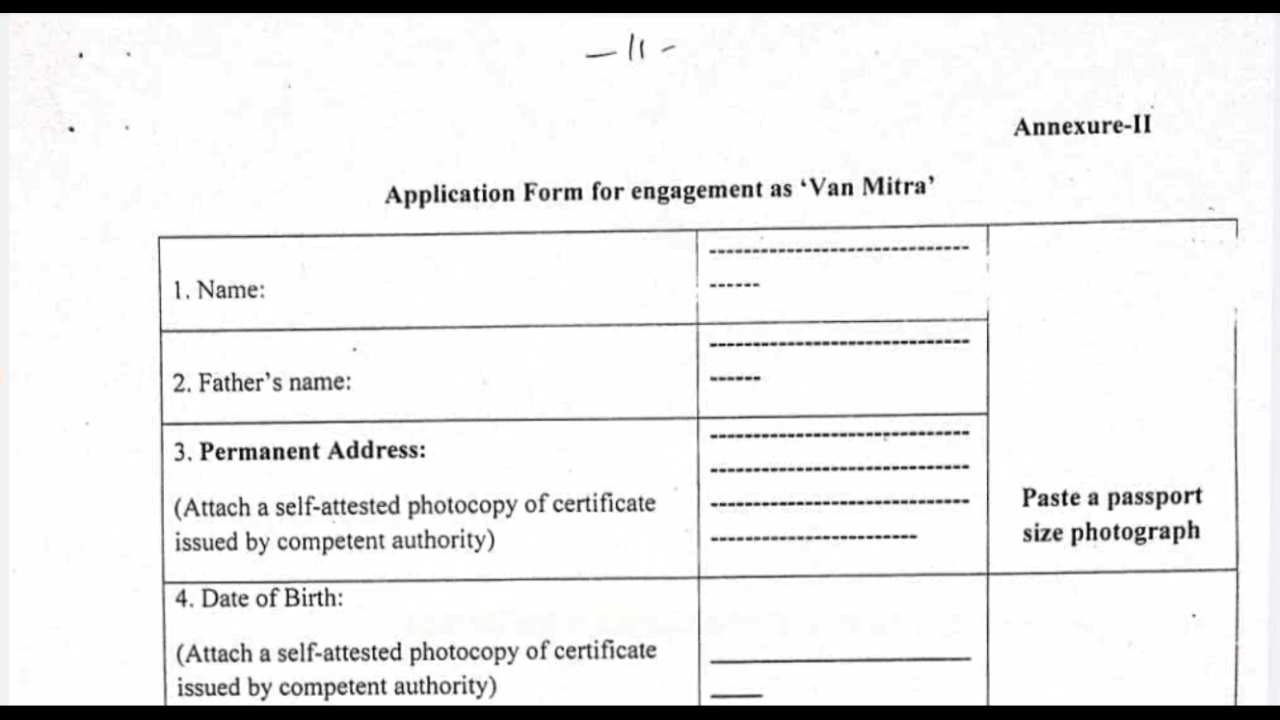 — 11 -
Annexure-II
Application Form for engagement as ‘Van Mitra’
1. Name:
2. Father’s name:
3. Permanent Address:
(Attach a self-attested photocopy of certificate
issued by competent authority)
Paste a passport
size photograph
4. Date of Birth:
(Attach a self-attested photocopy of certificate
issued by competent authority)